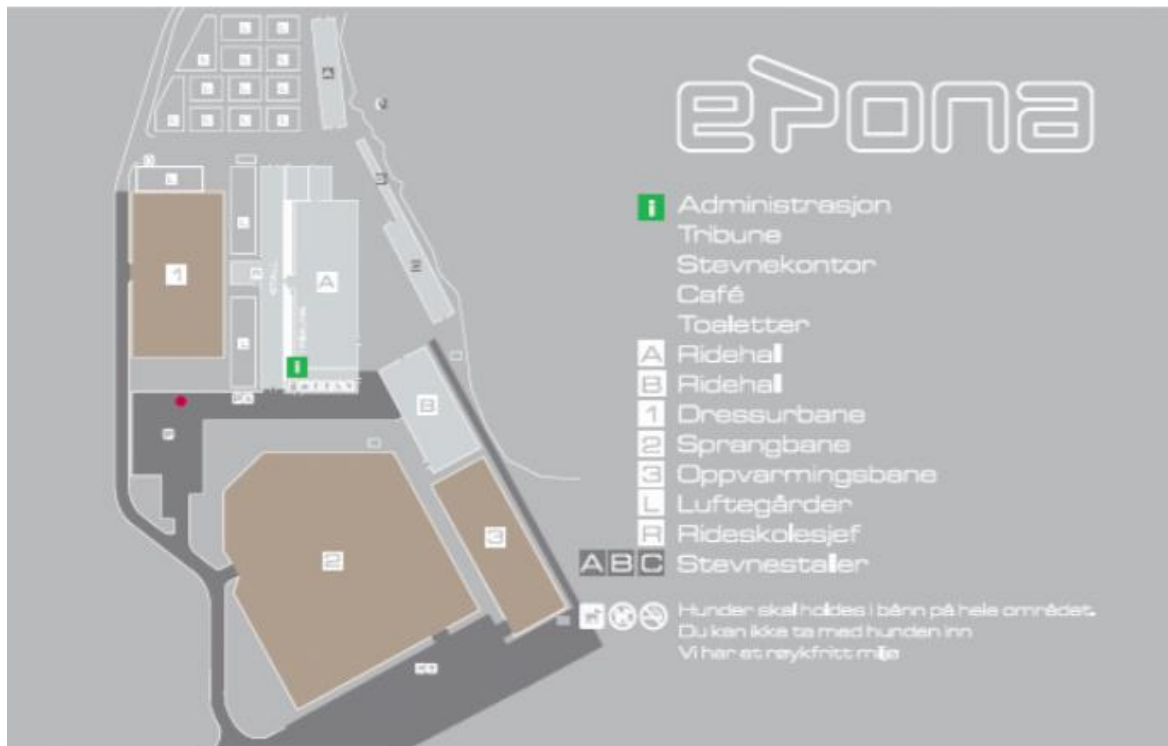 epona
i Administrasjon
Tribune
Stevnekontor
Café
Toaletter
A Ridehall
B Ridehall
1 Dressurbane
2 Sprangbane
3 Oppvarmingsbane
L Luftegårder
R Rideskolesjef
A B C Stevnestaller
Hunder skal holdes i bånd på hele området.
Du kan ikke ta med hunden inn
Vi har et røykfritt miljø
A
L
L
1
A
L
i
B
2
3